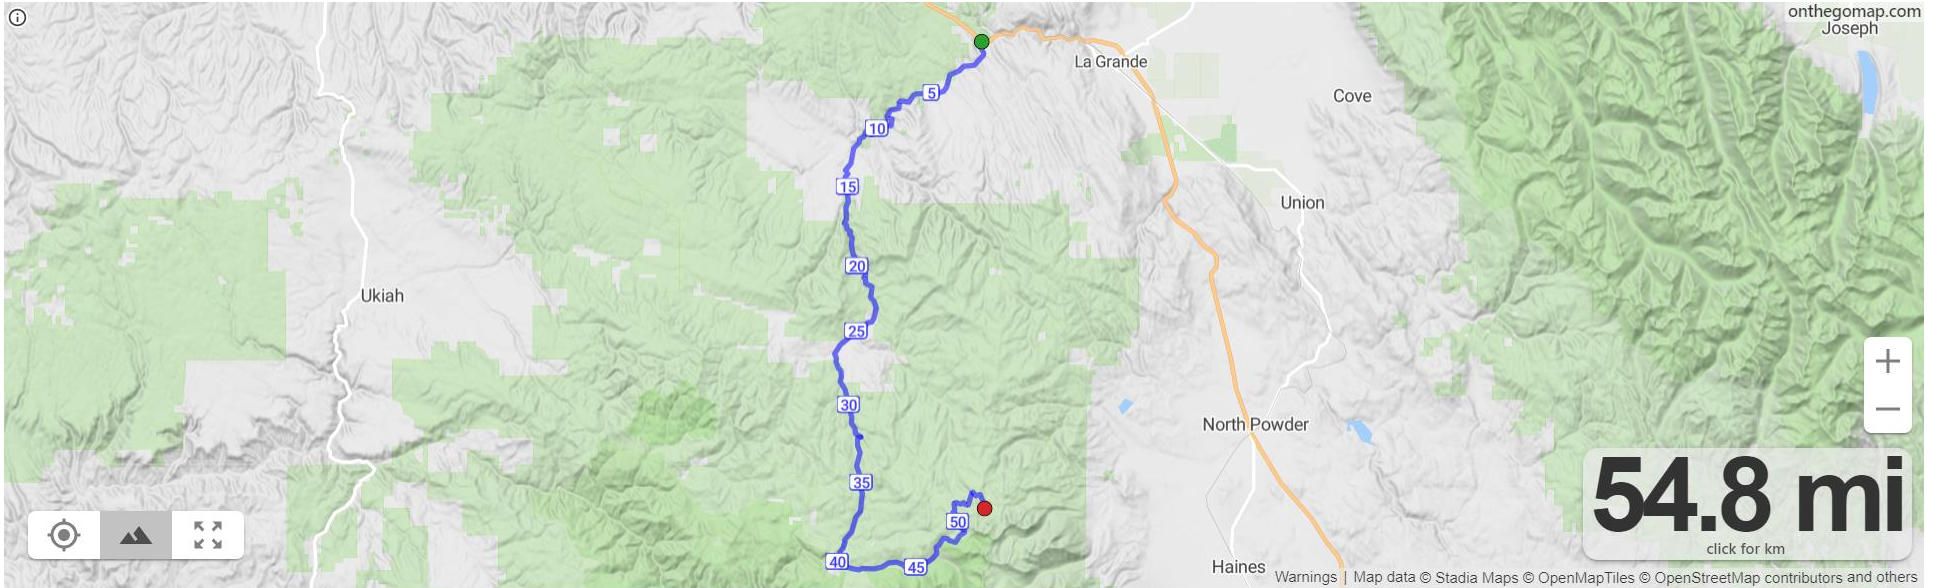 onthegomap.com
Joseph
La Grande
5
Cove
10
15
Union
20
Ukiah
25
30
North Powder
35
54.8 mi
click for km
50
40
45
Haines
Warnings | Map data © Stadia Maps © OpenMapTiles © OpenStreetMap contributors and others